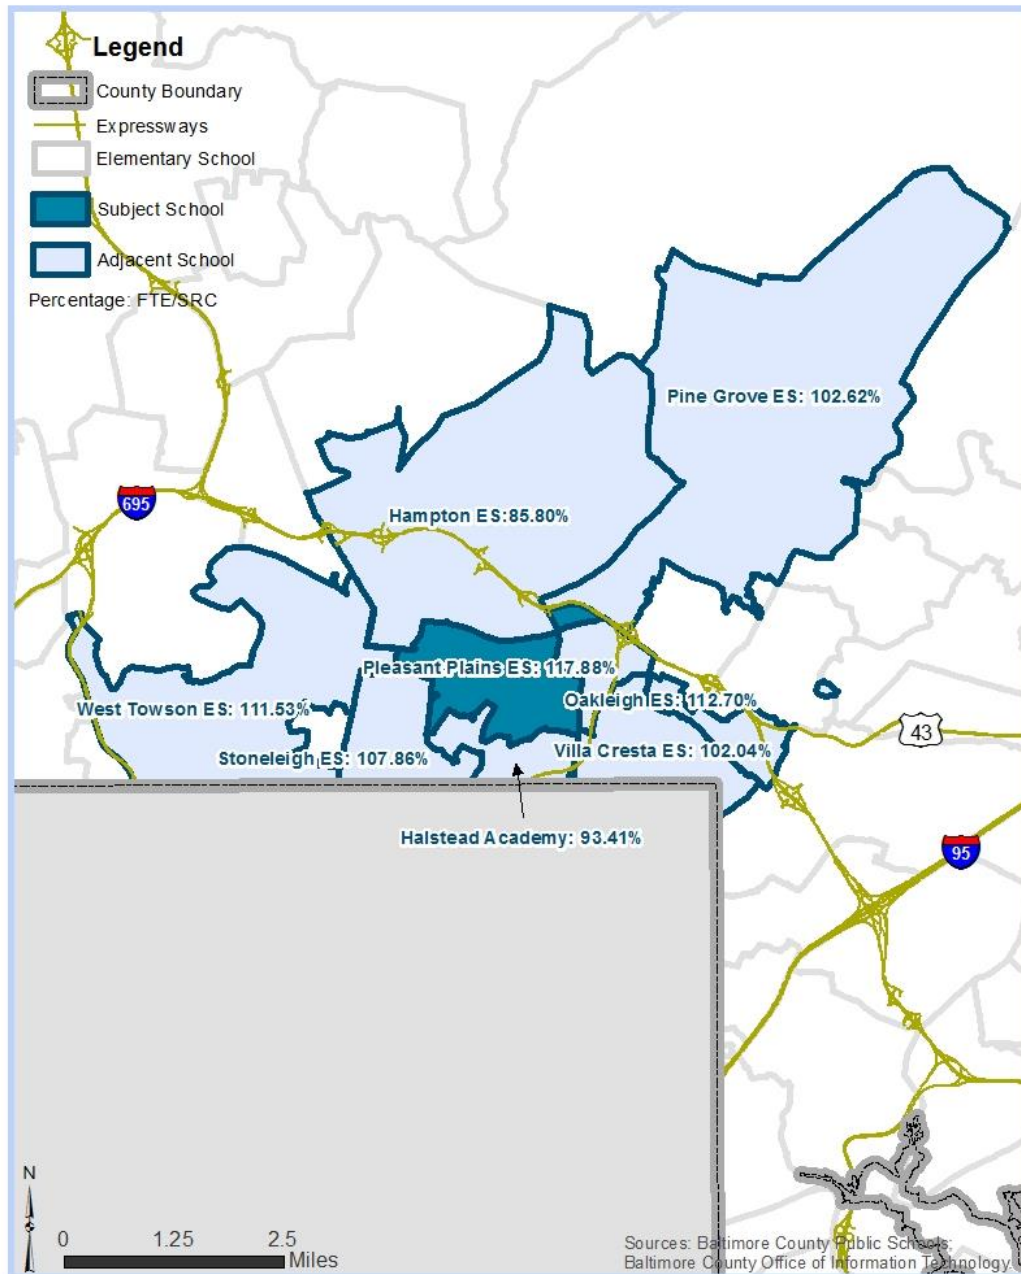 Legend
County Boundary
Expressways
Elementary School
Subject School
Adjacent School
Percentage: FTE/SRC
Pine Grove ES: 102.62%
695
Hampton ES:85.80%
Pleasant Plains ES: 117.88%
Oakleigh ES: 112.70%
West Towson ES: 111.53%
43
Stoneleigh ES: 107.86%
Villa Cresta ES: 102.04%
Halstead Academy: 93.41%
95
N
0 1.25 2.5
Miles
Sources: Baltimore County Public Schools;
Baltimore County Office of Information Technology